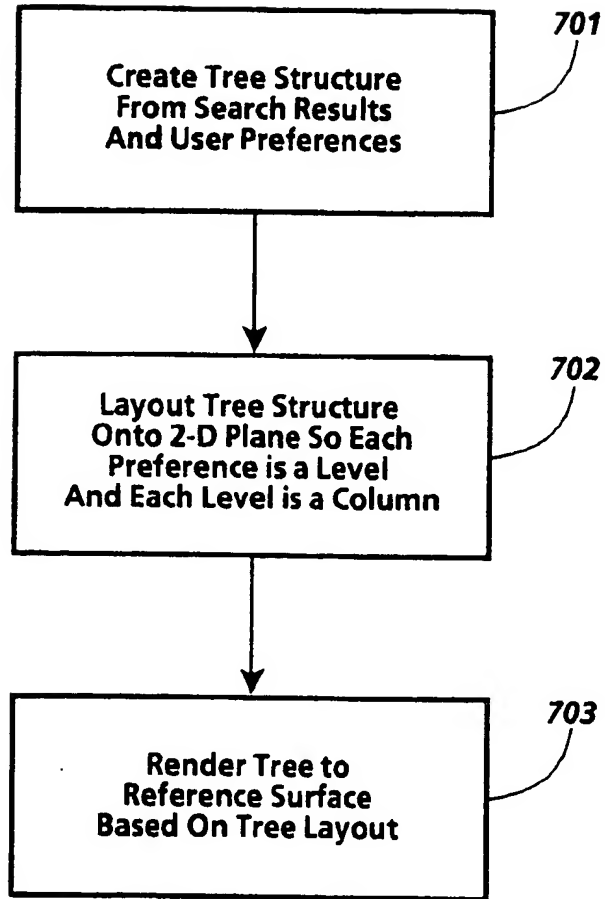 701
Create Tree Structure
From Search Results
And User Preferences
702
Layout Tree Structure
Onto 2-D Plane So Each
Preference is a Level
And Each Level is a Column
703
Render Tree to
Reference Surface
Based On Tree Layout